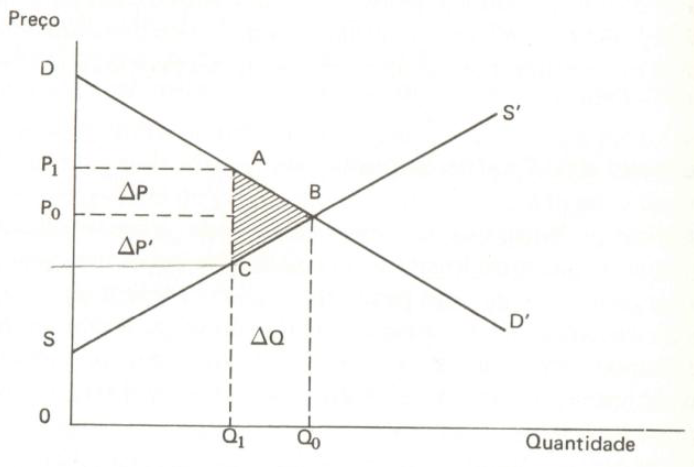 Preço
D
S′
P₁
A
ΔP
P₀
B
ΔP′
C
D′
S
ΔQ
0
Q₁
Q₀
Quantidade